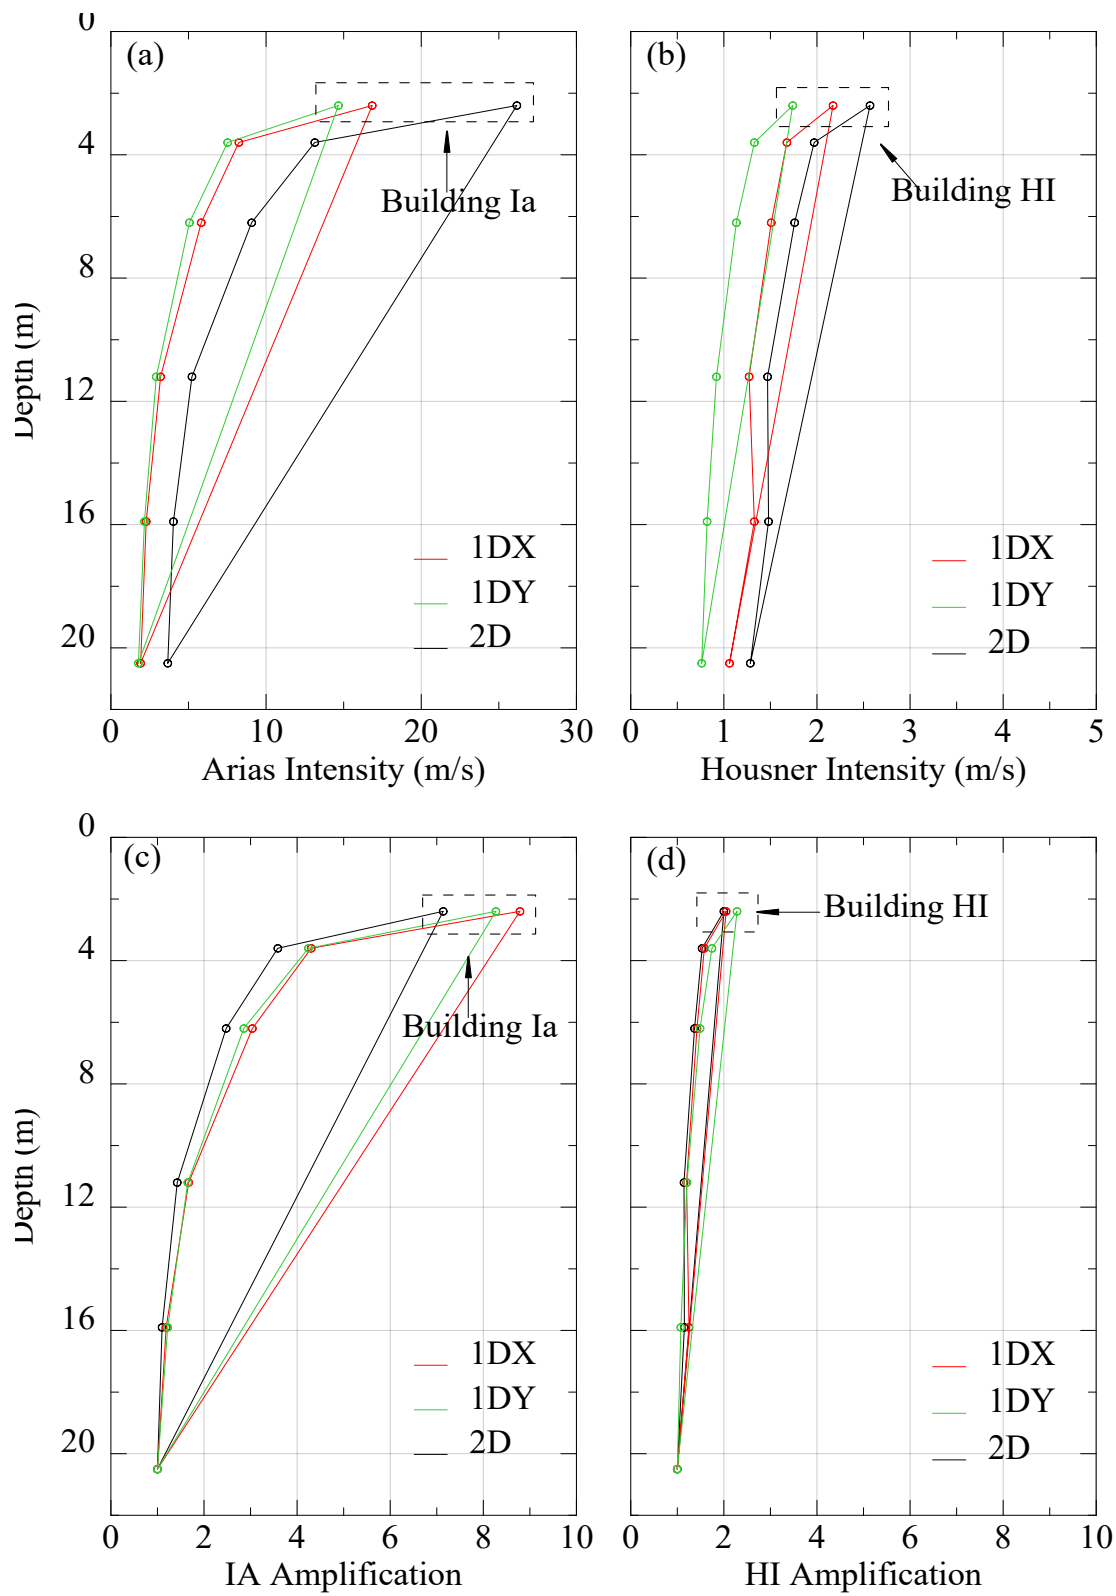 0
(a)
(b)
4
Building Ia
Building HI
8
Depth (m)
12
16
1DX
1DY
2D
1DX
1DY
2D
20
0
10
20
30
0
1
2
3
4
5
Arias Intensity (m/s)
Housner Intensity (m/s)
0
(c)
(d)
Building HI
4
Building Ia
8
Depth (m)
12
16
1DX
1DY
2D
1DX
1DY
2D
20
0
2
4
6
8
10
0
2
4
6
8
10
IA Amplification
HI Amplification